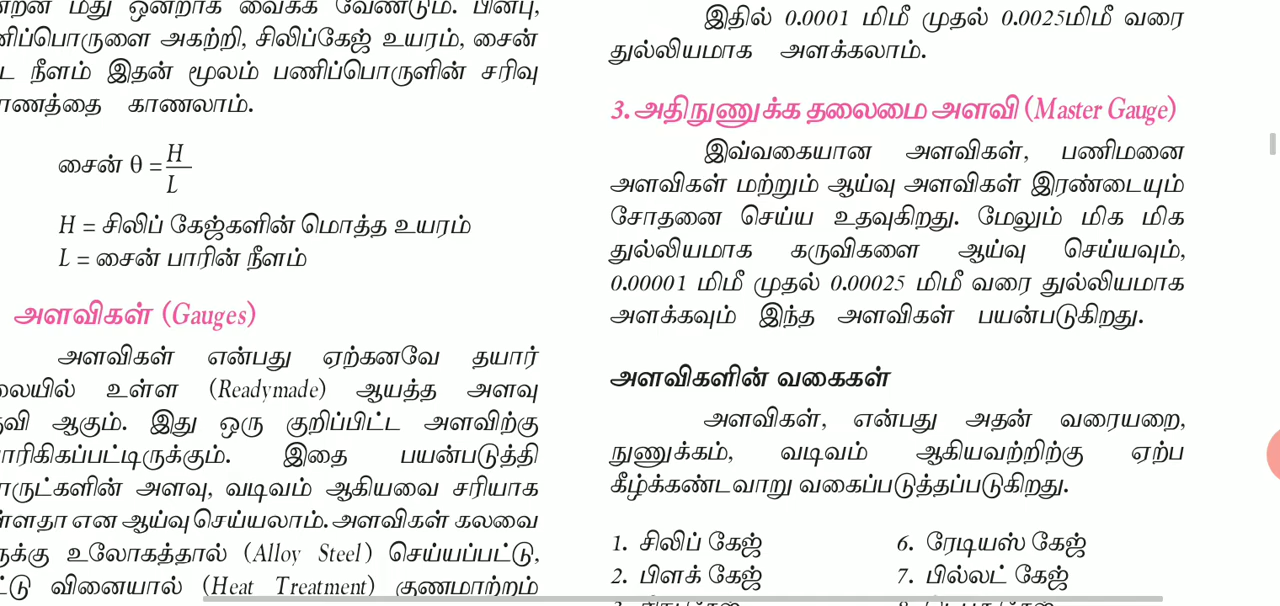 மீது ஒன்றாக வைக்க வேண்டும். பின்பு,
அகற்றி, சிலிப்கேஜ் உயரம், சைன்
நீளம் இதன் மூலம் பணிப்பொருளின் சரிவு
காணலாம்.
சைன் θ = H/L
H = சிலிப் கேஜ்களின் மொத்த உயரம்
L = சைன் பாரின் நீளம்
அளவிகள் (Gauges)
அளவிகள் என்பது ஏற்கனவே தயார்
உள்ள (Readymade) ஆயத்த அளவு
ஆகும். இது ஒரு குறிப்பிட்ட அளவிற்கு
இதை பயன்படுத்தி
அளவு, வடிவம் ஆகியவை சரியாக
என ஆய்வு செய்யலாம். அளவிகள் கலவை
உலோகத்தால் (Alloy Steel) செய்யப்பட்டு,
வினையால் (Heat Treatment) குணமாற்றம்
இதில் 0.0001 மிமீ முதல் 0.0025மிமீ வரை
துல்லியமாக அளக்கலாம்.
3. அதிநுணுக்க தலைமை அளவி (Master Gauge)
இவ்வகையான அளவிகள், பணிமனை
அளவிகள் மற்றும் ஆய்வு அளவிகள் இரண்டையும்
சோதனை செய்ய உதவுகிறது. மேலும் மிக மிக
துல்லியமாக கருவிகளை ஆய்வு செய்யவும்,
0.00001 மிமீ முதல் 0.00025 மிமீ வரை துல்லியமாக
அளக்கவும் இந்த அளவிகள் பயன்படுகிறது.
அளவிகளின் வகைகள்
அளவிகள், என்பது அதன் வரையறை,
நுணுக்கம், வடிவம் ஆகியவற்றிற்கு ஏற்ப
கீழ்க்கண்டவாறு வகைப்படுத்தப்படுகிறது.
1. சிலிப் கேஜ்
2. பிளக் கேஜ்
6. ரேடியஸ் கேஜ்
7. பில்லட் கேஜ்